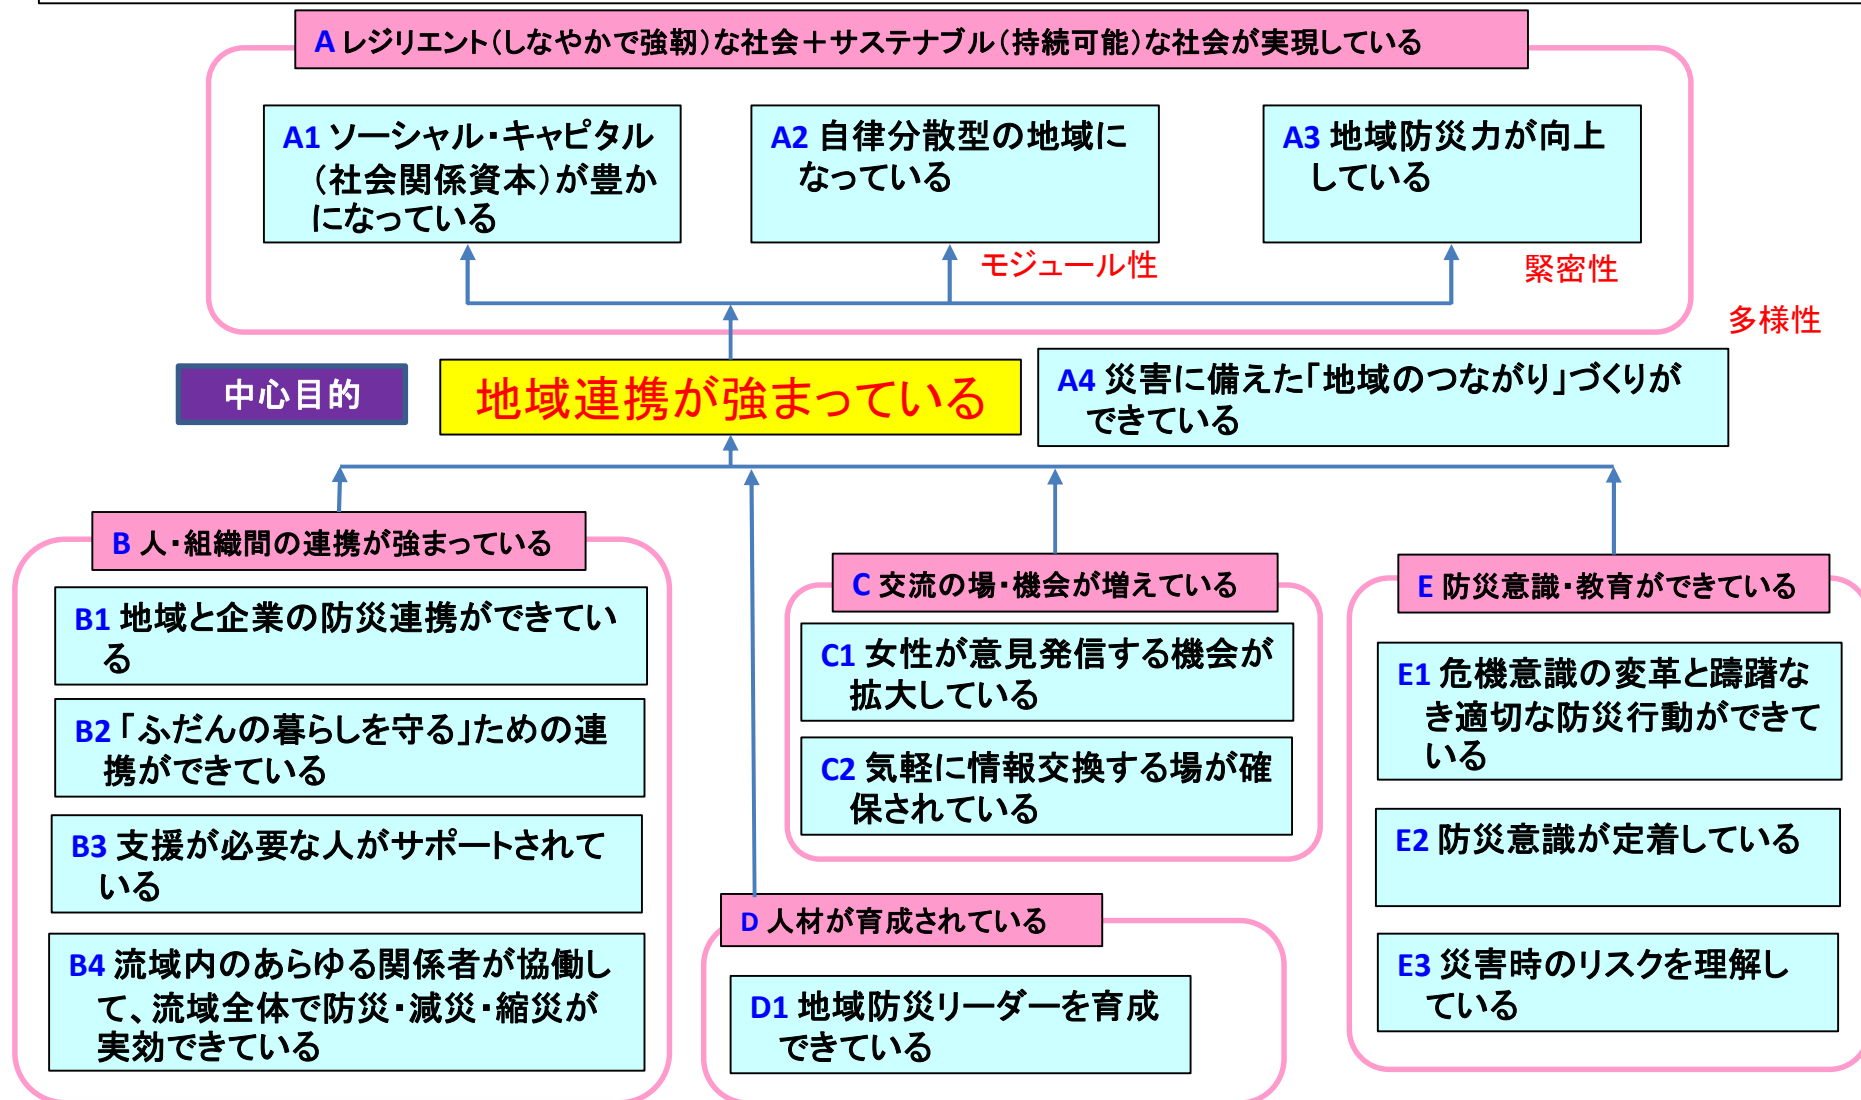 A レジリエント(しなやかで強靭)な社会＋サステナブル(持続可能)な社会が実現している
A1 ソーシャル・キャピタル
(社会関係資本)が豊か
になっている
A2 自律分散型の地域に
なっている
A3 地域防災力が向上
している
モジュール性
緊密性
多様性
中心目的
地域連携が強まっている
A4 災害に備えた「地域のつながり」づくりが
できている
B 人・組織間の連携が強まっている
B1 地域と企業の防災連携ができてい
る
B2 「ふだんの暮らしを守る」ための連
携ができている
B3 支援が必要な人がサポートされて
いる
B4 流域内のあらゆる関係者が協働し
て、流域全体で防災・減災・縮災が
実効できている
C 交流の場・機会が増えている
C1 女性が意見発信する機会が
拡大している
C2 気軽に情報交換する場が確
保されている
D 人材が育成されている
D1 地域防災リーダーを育成
できている
E 防災意識・教育ができている
E1 危機意識の変革と躊躇な
き適切な防災行動ができて
いる
E2 防災意識が定着している
E3 災害時のリスクを理解し
ている